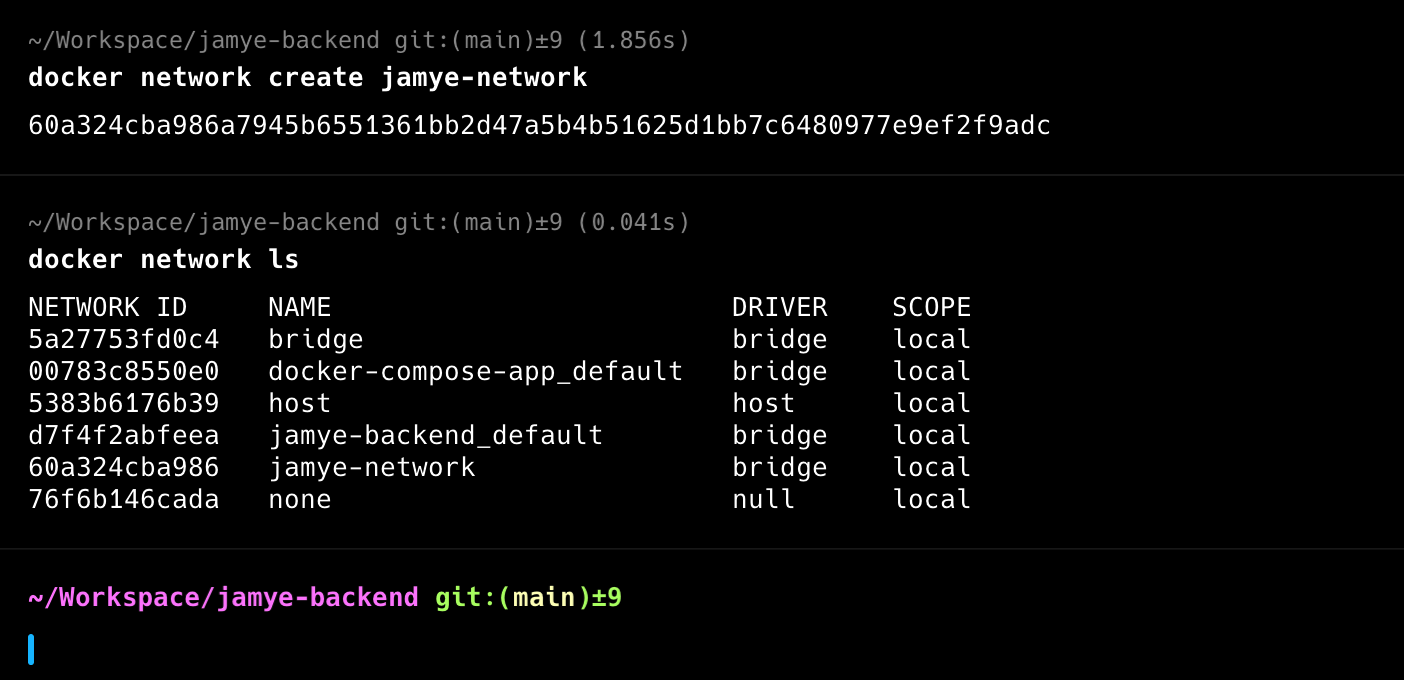 ~/Workspace/jamye-backend git:(main)±9 (1.856s)
docker network create jamye-network
60a324cba986a7945b6551361bb2d47a5b4b51625d1bb7c6480977e9ef2f9adc
~/Workspace/jamye-backend git:(main)±9 (0.041s)
docker network ls
NETWORK ID     NAME                         DRIVER    SCOPE
5a27753fd0c4   bridge                       bridge    local
00783c8550e0   docker-compose-app_default   bridge    local
5383b6176b39   host                         host      local
d7f4f2abfeea   jamye-backend_default        bridge    local
60a324cba986   jamye-network                bridge    local
76f6b146cada   none                         null      local
~/Workspace/jamye-backend git:(main)±9